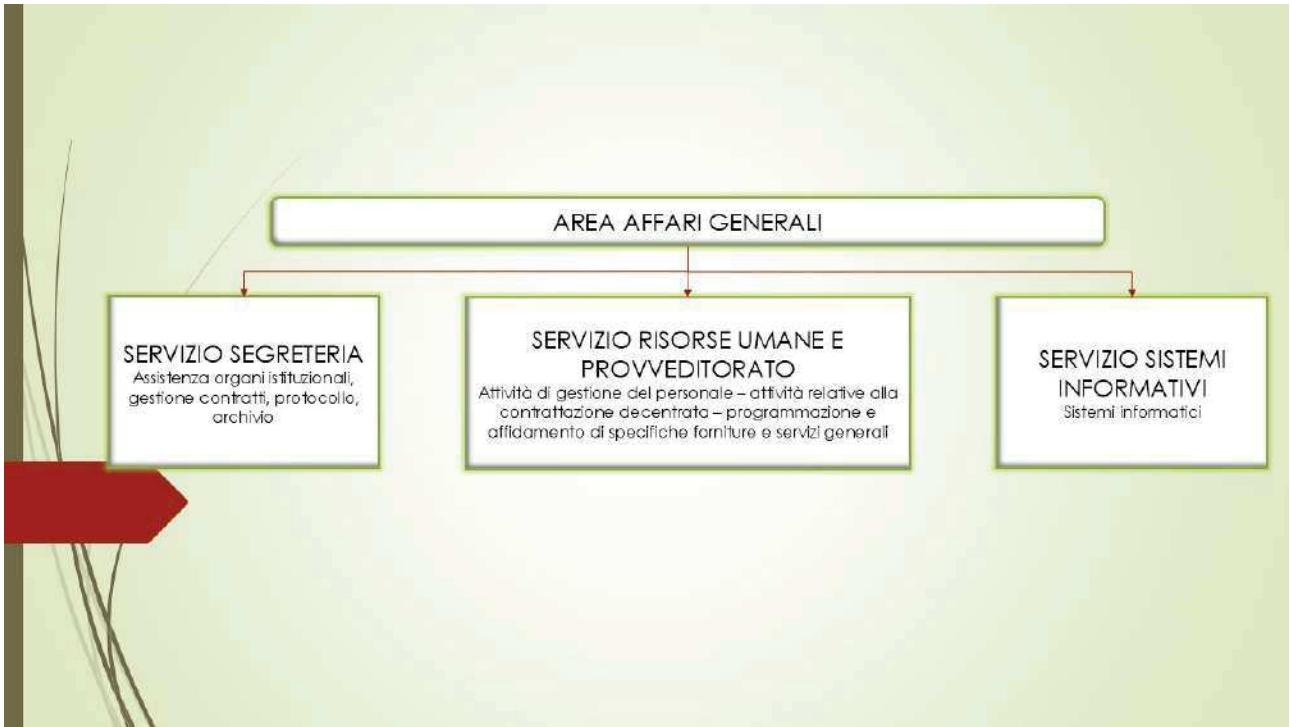 AREA AFFARI GENERALI
SERVIZIO SEGRETERIA
Assistenza organi istituzionali,
gestione contratti, protocollo,
archivio
SERVIZIO RISORSE UMANE E
PROVVEDITORATO
Attività di gestione del personale – attività relative alla
contrattazione decentrata – programmazione e
affidamento di specifiche forniture e servizi generali
SERVIZIO SISTEMI
INFORMATIVI
Sistemi informatici